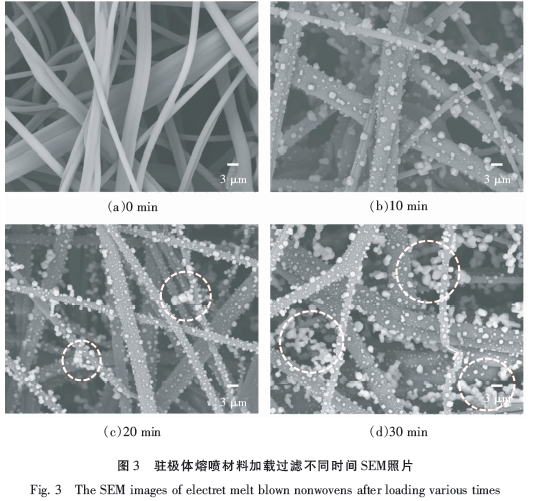 3 μm
3 μm
(a)0 min
(b)10 min
3 μm
3 μm
(c)20 min
(d)30 min
图 3 驻极体熔喷材料加载过滤不同时间 SEM照片
Fig. 3 The SEM images of electret melt blown nonwovens after loading various times